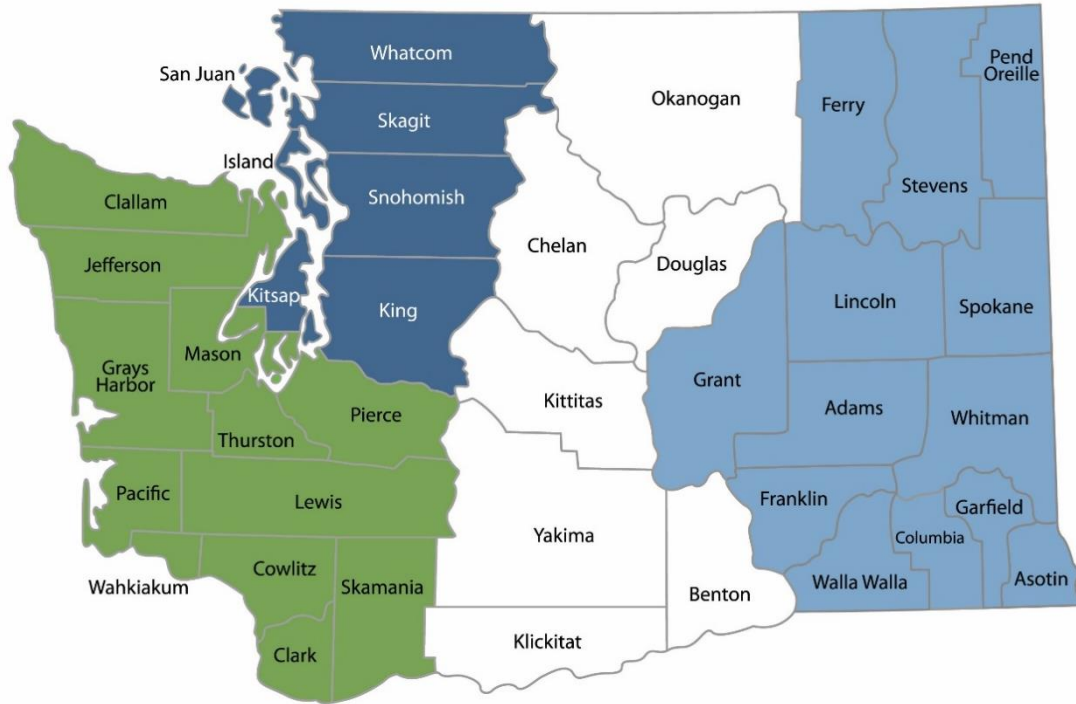 Whatcom
San Juan
Pend
Oreille
Okanogan
Ferry
Skagit
Island
Stevens
Clallam
Snohomish
Chelan
Jefferson
Douglas
Kitsap
Lincoln
Spokane
King
Mason
Grays
Harbor
Grant
Kittitas
Adams
Whitman
Pierce
Thurston
Pacific
Lewis
Franklin
Garfield
Yakima
Columbia
Cowlitz
Skamania
Wahkiakum
Walla Walla
Asotin
Benton
Klickitat
Clark